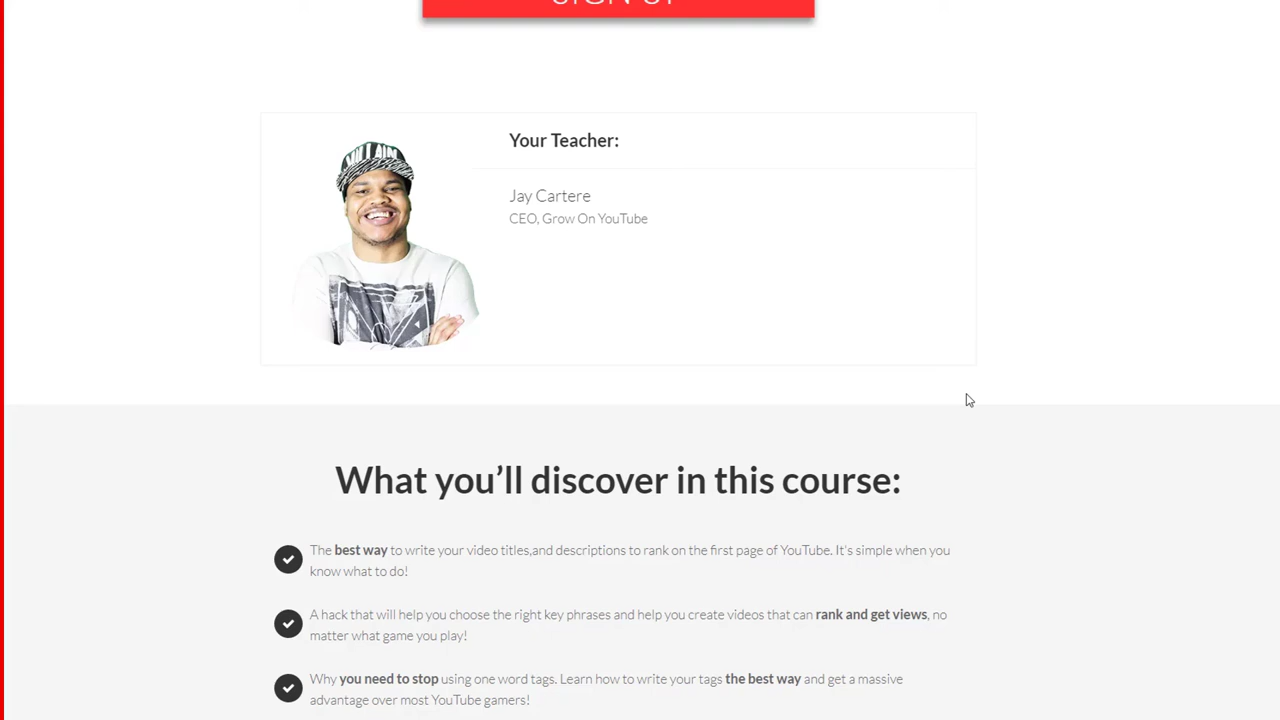 SIGN UP
Your Teacher:
Jay Cartere
CEO, Grow On YouTube
What you’ll discover in this course:
The best way to write your video titles,and descriptions to rank on the first page of YouTube. It's simple when you
know what to do!
A hack that will help you choose the right key phrases and help you create videos that can rank and get views, no
matter what game you play!
Why you need to stop using one word tags. Learn how to write your tags the best way and get a massive
advantage over most YouTube gamers!